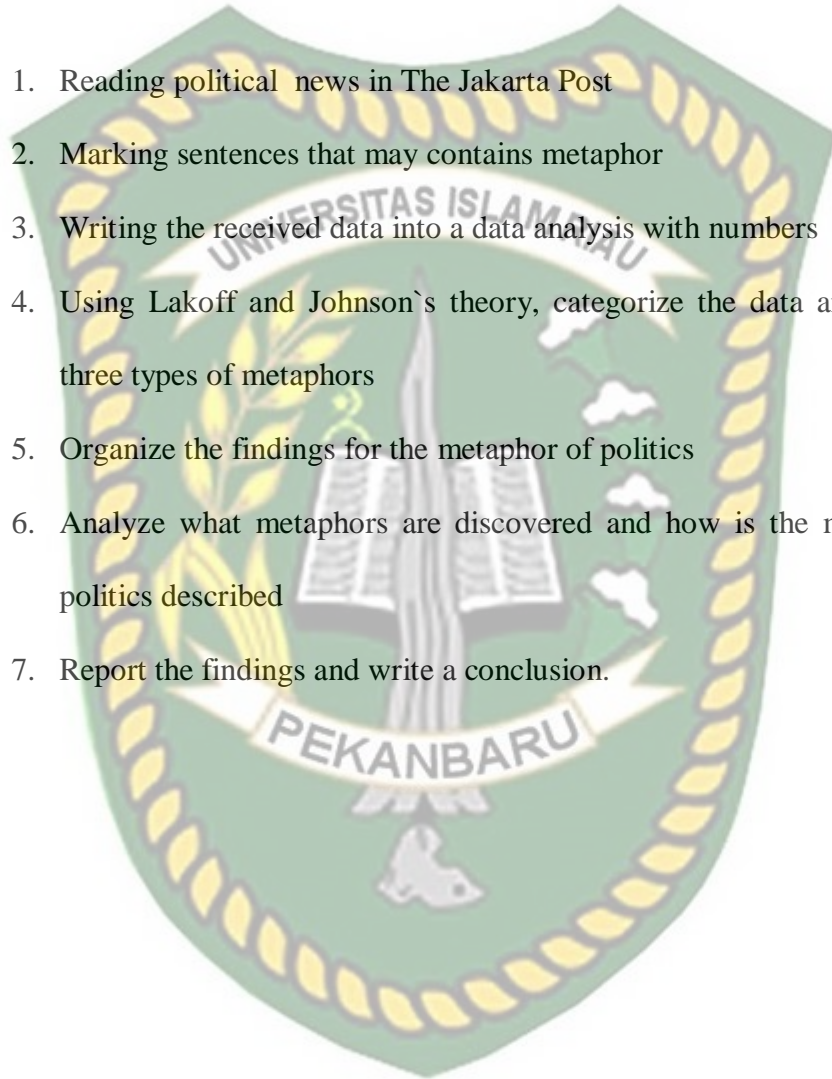 1. Reading political news in The Jakarta Post
2. Marking sentences that may contains metaphor
UNIVERSITAS ISLAM RIAU
3. Writing the received data into a data analysis with numbers
4. Using Lakoff and Johnson`s theory, categorize the data
three types of metaphors
5. Organize the findings for the metaphor of politics
6. Analyze what metaphors are discovered and how is the
politics described
7. Report the findings and write a conclusion.
PEKANBARU